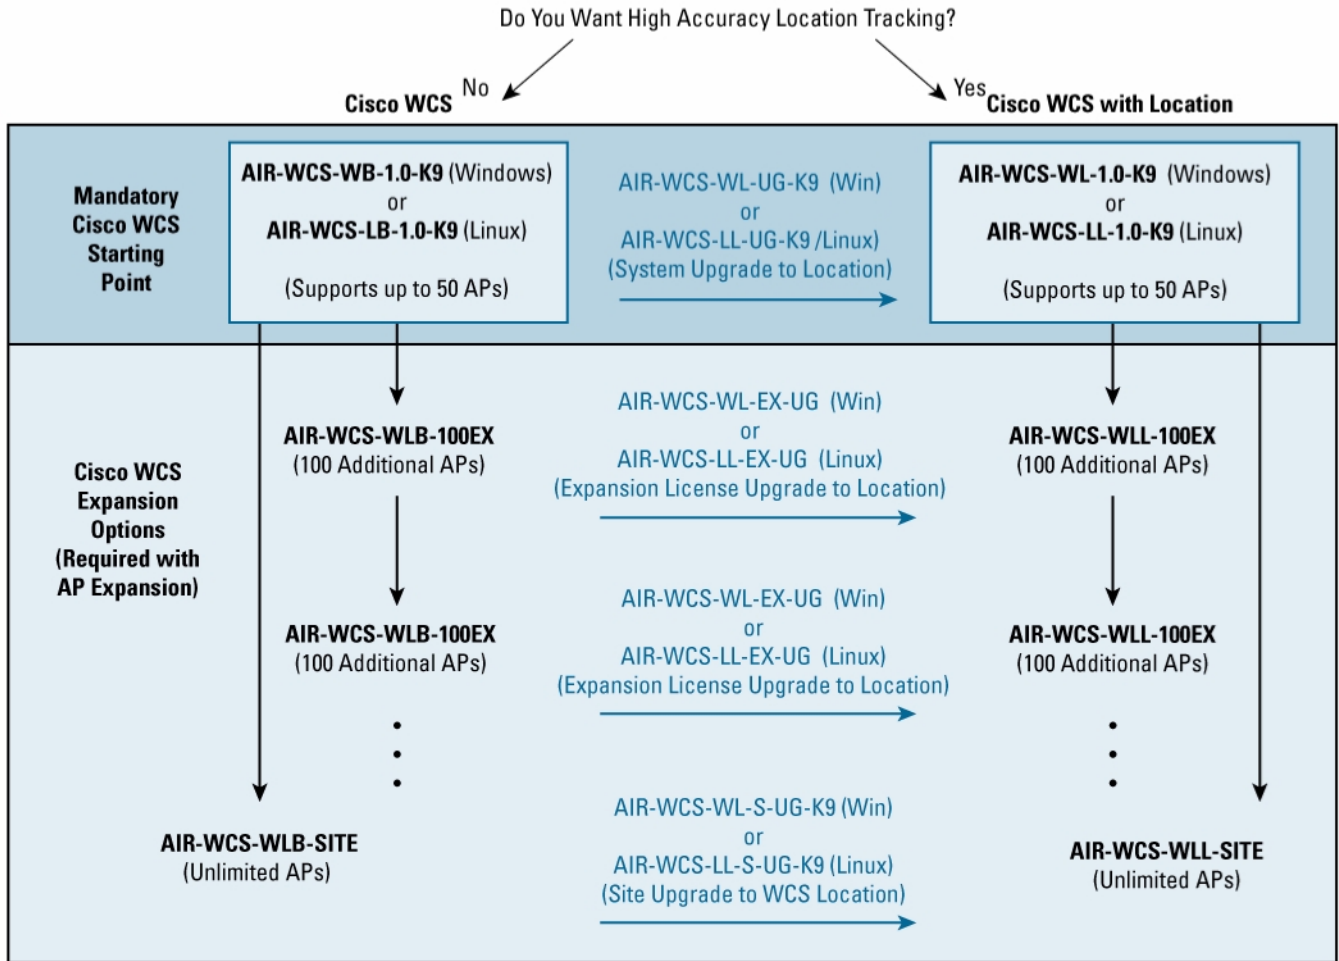 Do You Want High Accuracy Location Tracking?
No
Yes
Cisco WCS
Cisco WCS with Location
Mandatory
Cisco WCS
Starting
Point
AIR-WCS-WB-1.0-K9 (Windows)
or
AIR-WCS-LB-1.0-K9 (Linux)
(Supports up to 50 APs)
AIR-WCS-WL-UG-K9 (Win)
or
AIR-WCS-LL-UG-K9 /Linux)
(System Upgrade to Location)
AIR-WCS-WL-1.0-K9 (Windows)
or
AIR-WCS-LL-1.0-K9 (Linux)
(Supports up to 50 APs)
Cisco WCS
Expansion
Options
(Required with
AP Expansion)
AIR-WCS-WLB-100EX
(100 Additional APs)
AIR-WCS-WL-EX-UG (Win)
or
AIR-WCS-LL-EX-UG (Linux)
(Expansion License Upgrade to Location)
AIR-WCS-WLL-100EX
(100 Additional APs)
AIR-WCS-WLB-100EX
(100 Additional APs)
AIR-WCS-WL-EX-UG (Win)
or
AIR-WCS-LL-EX-UG (Linux)
(Expansion License Upgrade to Location)
AIR-WCS-WLL-100EX
(100 Additional APs)
AIR-WCS-WLB-SITE
(Unlimited APs)
AIR-WCS-WL-S-UG-K9 (Win)
or
AIR-WCS-LL-S-UG-K9 (Linux)
(Site Upgrade to WCS Location)
AIR-WCS-WLL-SITE
(Unlimited APs)